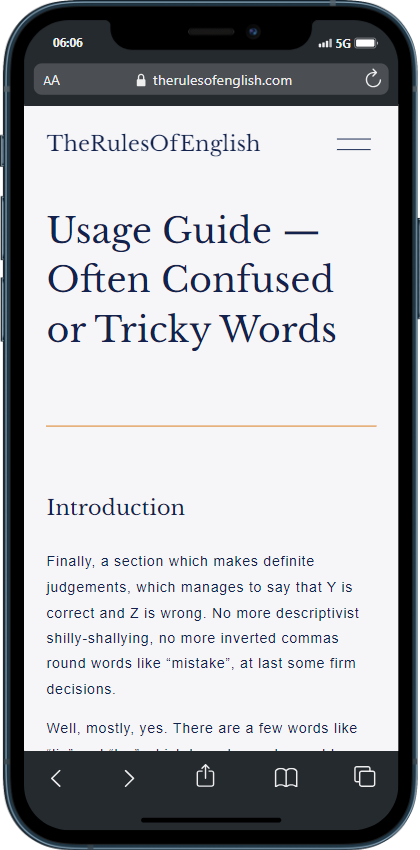 06:06
5G
AA
therulesofenglish.com
TheRulesOfEnglish
Usage Guide —
Often Confused
or Tricky Words
Introduction
Finally, a section which makes definite
judgements, which manages to say that Y is
correct and Z is wrong. No more descriptivist
shilly-shallying, no more inverted commas
round words like “mistake”, at last some firm
decisions.
Well, mostly, yes. There are a few words like